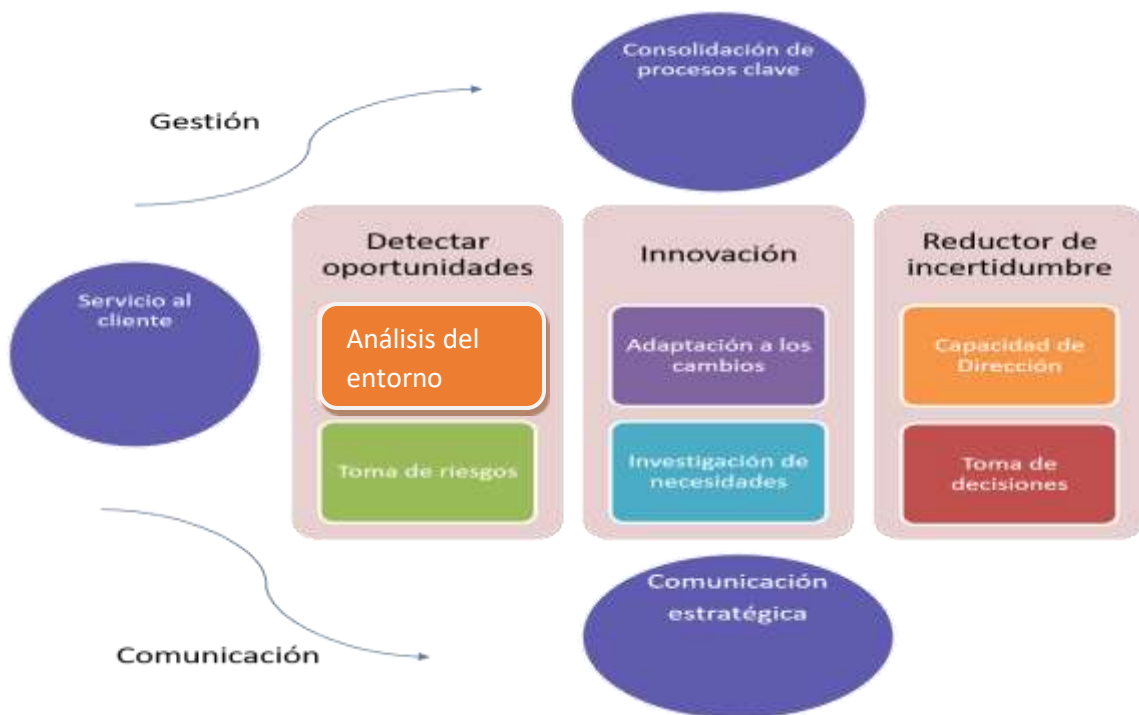 Consolidación de
procesos clave
Gestión
Servicio al
cliente
Detectar
oportunidades
Análisis del
entorno
Toma de riesgos
Innovación
Adaptación a los
cambios
Investigación de
necesidades
Reductor de
incertidumbre
Capacidad de
Dirección
Toma de
decisiones
Comunicación
Comunicación
estratégica